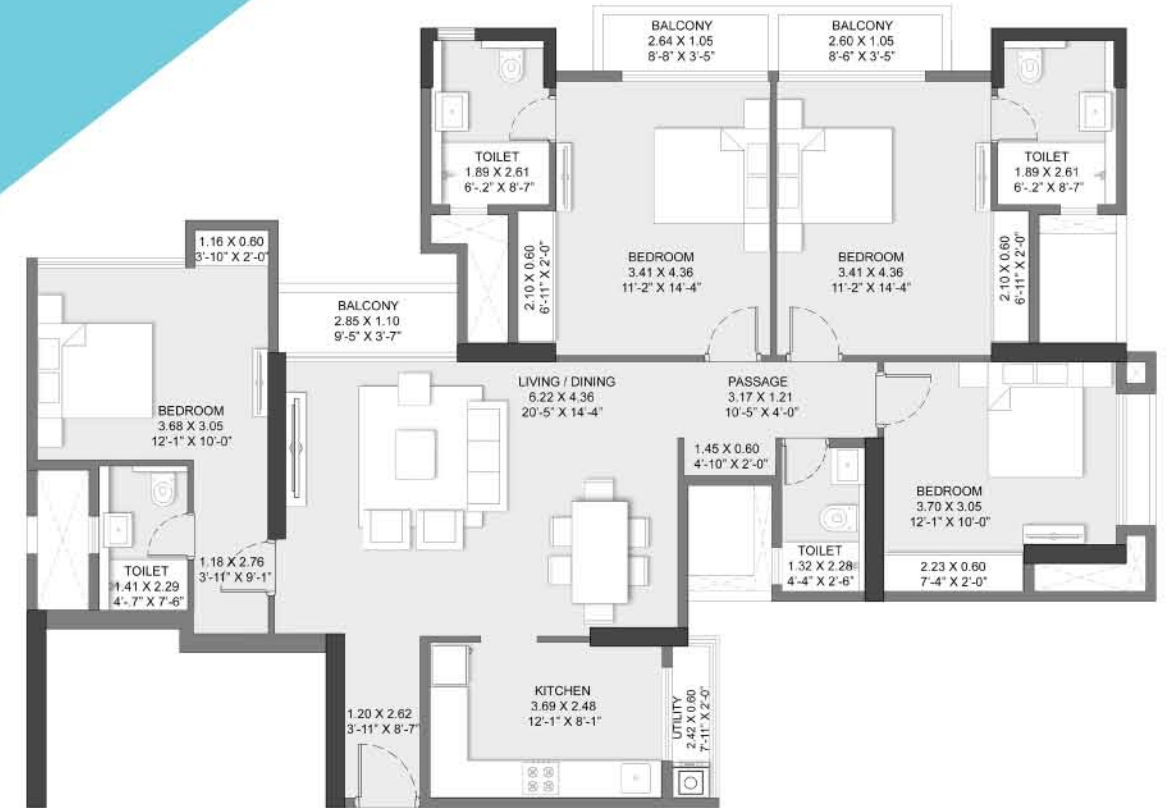 BALCONY
2.64 X 1.05
8'-8" X 3'-5"
BALCONY
2.60 X 1.05
8'-6" X 3'-5"
TOILET
1.89 X 2.61
6'-.2" X 8'-7"
TOILET
1.89 X 2.61
6'-.2" X 8'-7"
1.16 X 0.60
3'-10" X 2'-0"
2.10 X 0.60
6'-11" X 2'-0"
BEDROOM
3.41 X 4.36
11'-2" X 14'-4"
BEDROOM
3.41 X 4.36
11'-2" X 14'-4"
2.10 X 0.60
6'-11" X 2'-0"
BALCONY
2.85 X 1.10
9'-5" X 3'-7"
BEDROOM
3.68 X 3.05
12'-1" X 10'-0"
LIVING / DINING
6.22 X 4.36
20'-5" X 14'-4"
PASSAGE
3.17 X 1.21
10'-5" X 4'-0"
1.45 X 0.60
4'-10" X 2'-0"
BEDROOM
3.70 X 3.05
12'-1" X 10'-0"
TOILET
1.41 X 2.29
4'-.7" X 7'-6"
1.18 X 2.76
3'-11" X 9'-1"
TOILET
1.32 X 2.28
4'-4" X 2'-6"
2.23 X 0.60
7'-4" X 2'-0"
1.20 X 2.62
3'-11" X 8'-7"
KITCHEN
3.69 X 2.48
12'-1" X 8'-1"
UTILITY
2.42 X 0.60
7'-11" X 2'-0"